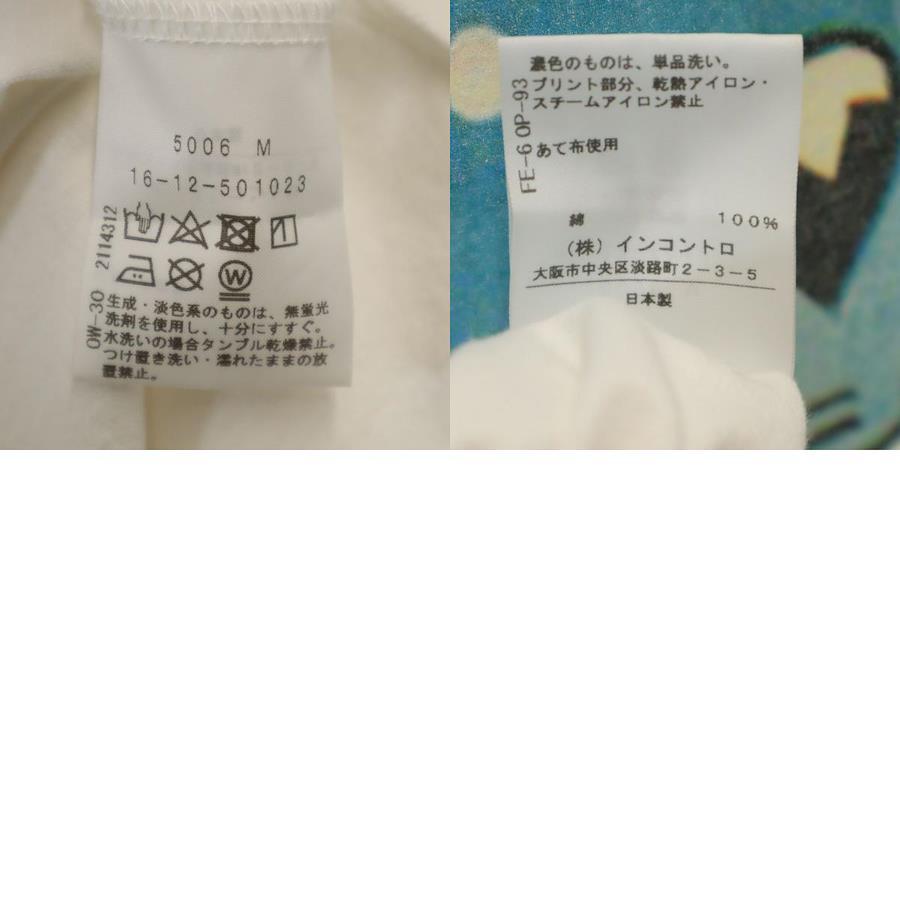 5006 M
16-12-501023
2114312
OW-30
生成・淡色系のものは、無蛍光
洗剤を使用し、十分にすすぐ。
水洗いの場合タンブル乾燥禁止。
つけ置き洗い・濡れたままの放
置禁止。
濃色のものは、単品洗い。
プリント部分、乾熱アイロン・
スチームアイロン禁止
あて布使用
FE-6 OP-93
綿 100%
(株) インコントロ
大阪市中央区淡路町2-3-5
日本製